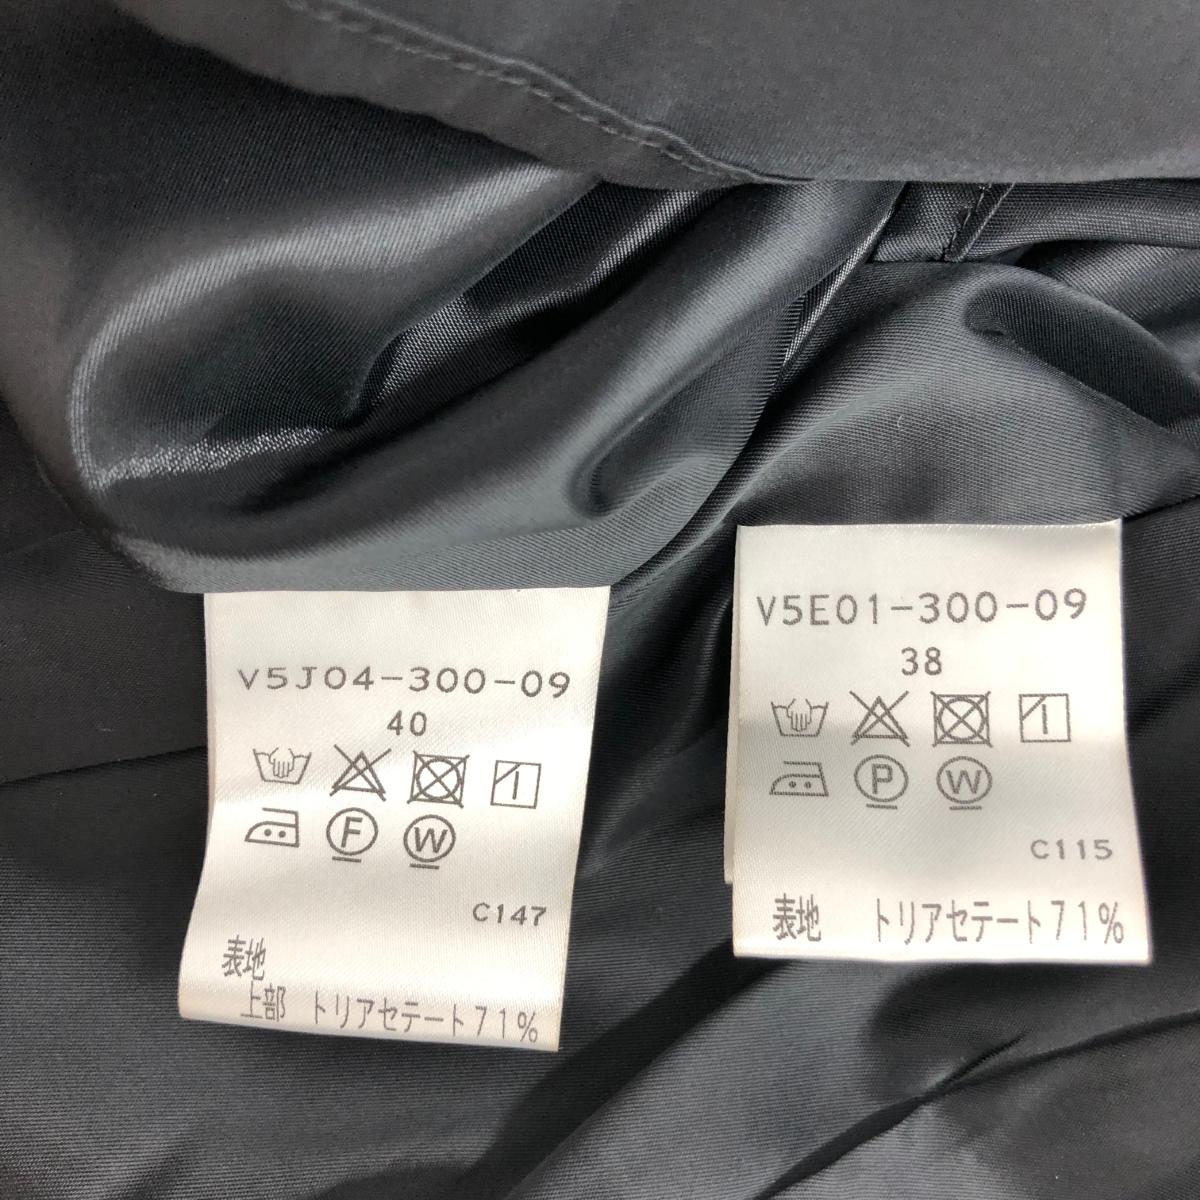 V5J04-300-09
40
F W
C147
表地
上部 トリアセテート71%
V5E01-300-09
38
P W
C115
表地 トリアセテート71%